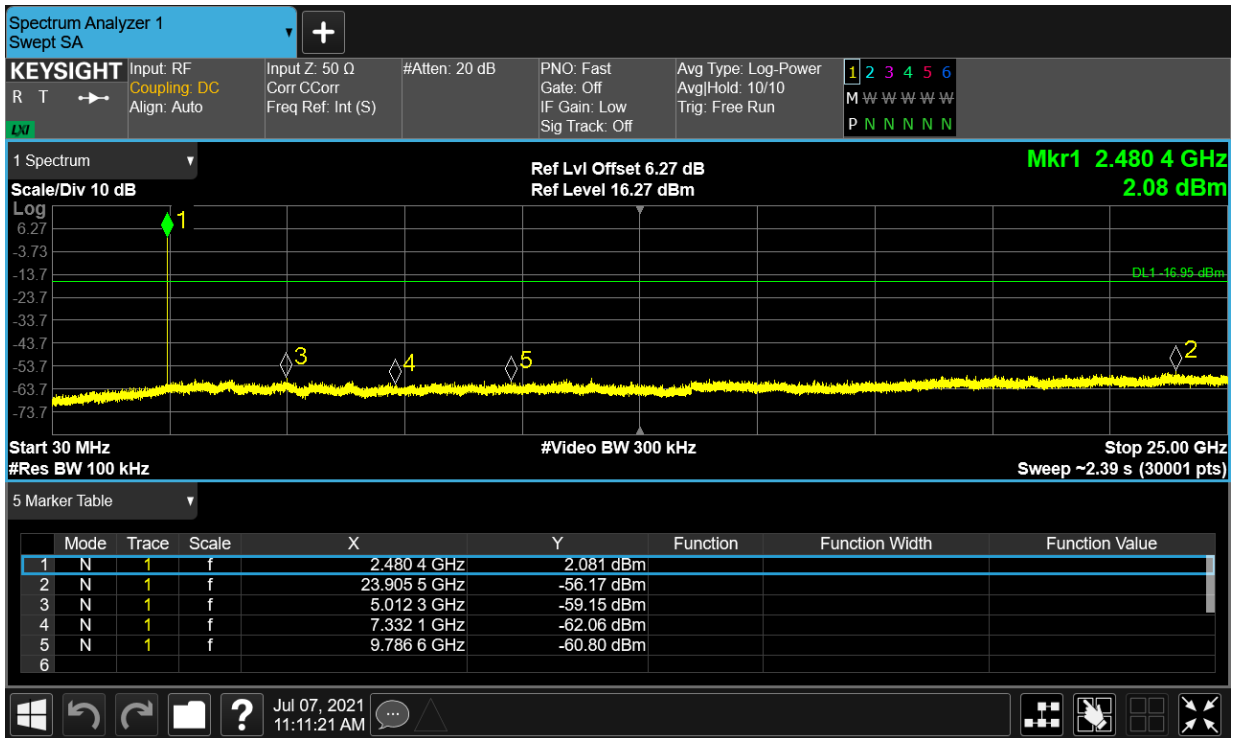 Spectrum Analyzer 1
Swept SA
KEYSIGHT
R T
LXI
Input: RF
Coupling: DC
Align: Auto
Input Z: 50 Ω
Corr CCorr
Freq Ref: Int (S)
#Atten: 20 dB
PNO: Fast
Gate: Off
IF Gain: Low
Sig Track: Off
Avg Type: Log-Power
Avg|Hold: 10/10
Trig: Free Run
1 2 3 4 5 6
M W W W W W
P N N N N N
1 Spectrum
Scale/Div 10 dB
Log
Ref Lvl Offset 6.27 dB
Ref Level 16.27 dBm
Mkr1 2.480 4 GHz
2.08 dBm
6.27
-3.73
-13.7
-23.7
-33.7
-43.7
-53.7
-63.7
-73.7
1
DL1 -16.95 dBm
3
4
5
2
Start 30 MHz
#Video BW 300 kHz
Stop 25.00 GHz
#Res BW 100 kHz
Sweep ~2.39 s (30001 pts)
5 Marker Table
Mode Trace Scale X Y Function Function Width Function Value
1 N 1 f 2.480 4 GHz 2.081 dBm
2 N 1 f 23.905 5 GHz -56.17 dBm
3 N 1 f 5.012 3 GHz -59.15 dBm
4 N 1 f 7.332 1 GHz -62.06 dBm
5 N 1 f 9.786 6 GHz -60.80 dBm
6
?
Jul 07, 2021
11:11:21 AM